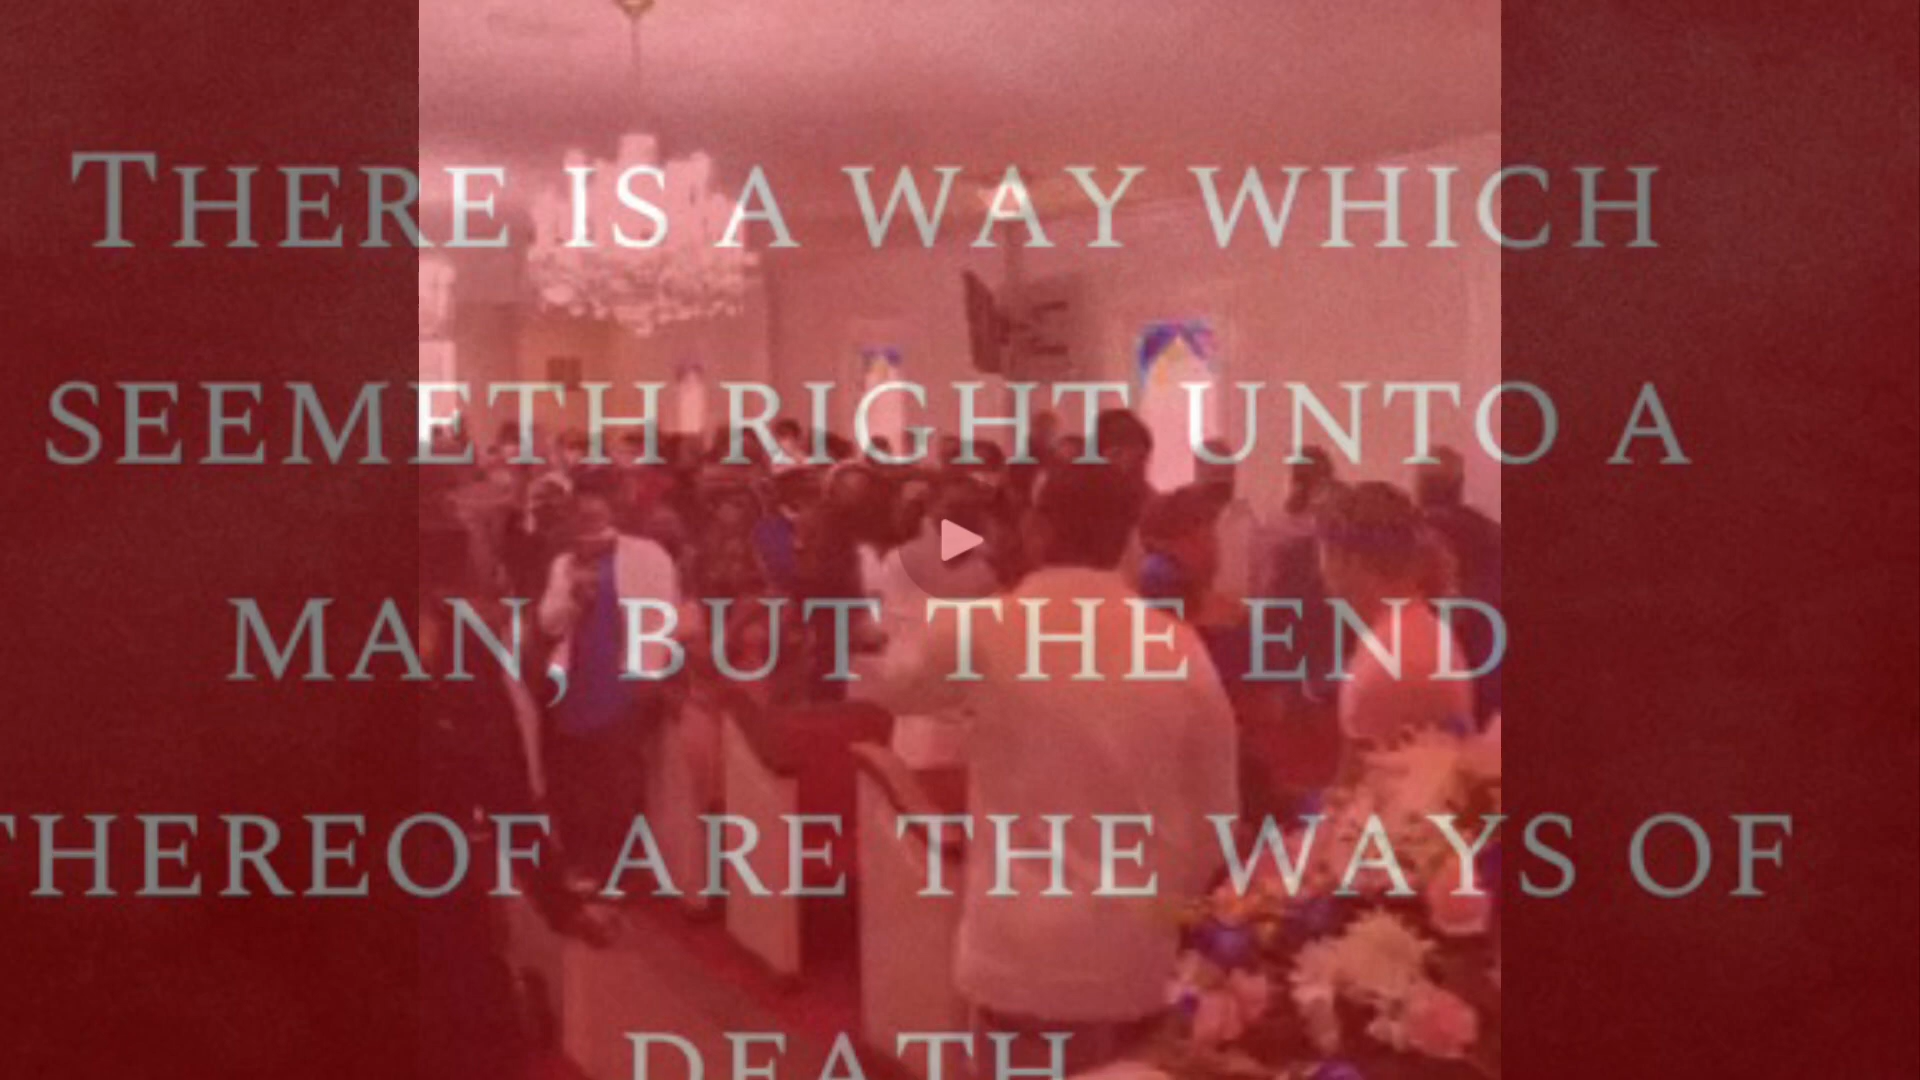 THERE IS A WAY WHICH
SEEMETH RIGHT UNTO A
MAN, BUT THE END
THEREOF ARE THE WAYS OF
DEATH